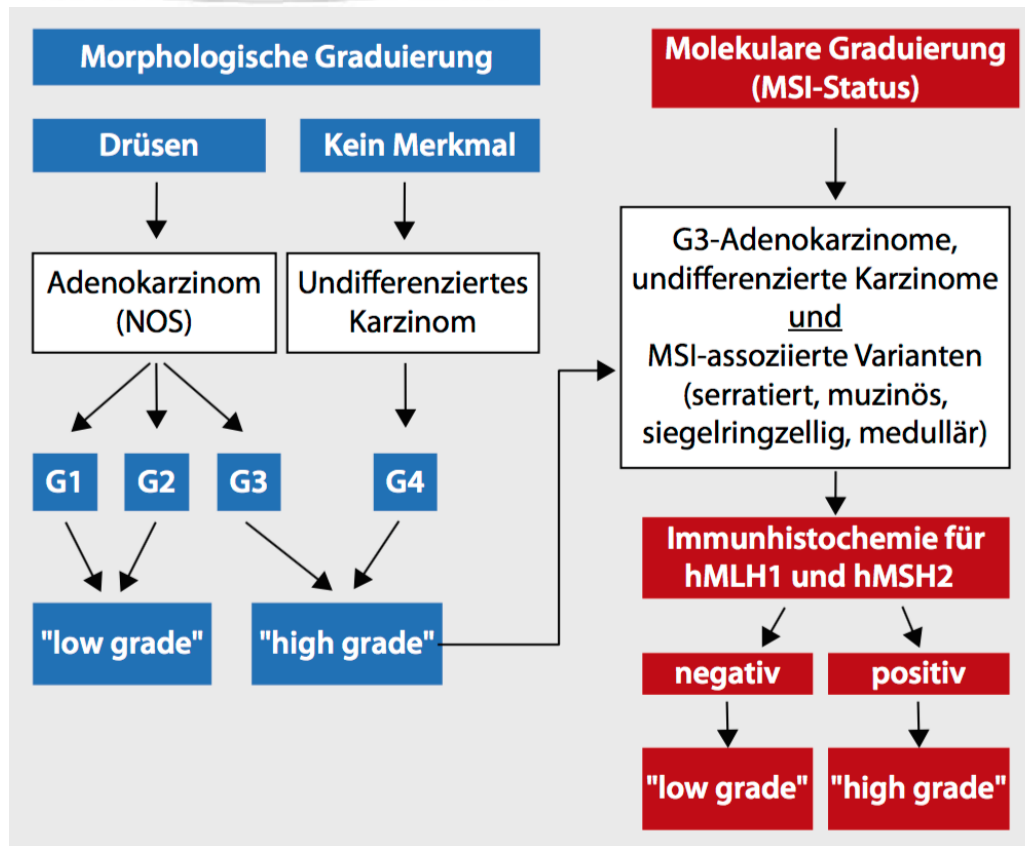 Morphologische Graduierung
Drüsen
Kein Merkmal
Adenokarzinom
(NOS)
Undifferenziertes
Karzinom
G1
G2
G3
G4
"low grade"
"high grade"
Molekulare Graduierung
(MSI-Status)
G3-Adenokarzinome,
undifferenzierte Karzinome
und
MSI-assoziierte Varianten
(serratiert, muzinös,
siegelringzellig, medullär)
Immunhistochemie für
hMLH1 und hMSH2
negativ
positiv
"low grade"
"high grade"